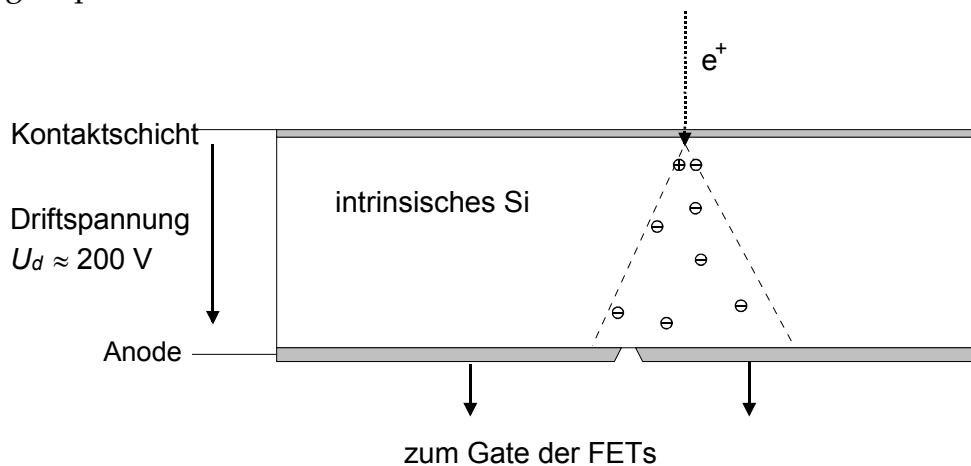 e⁺
Kontaktschicht
intrinsisches Si
Driftspannung
U_d ≈ 200 V
Anode
zum Gate der FETs